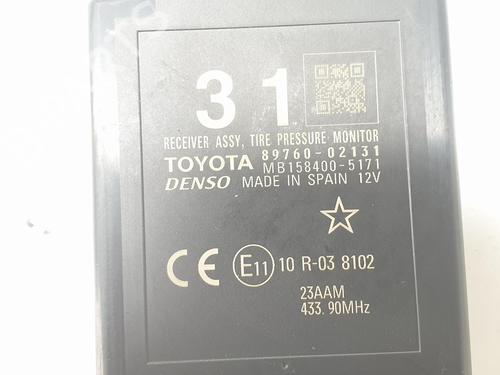 31
RECEIVER ASSY, TIRE PRESSURE MONITOR
TOYOTA 89760-02131
MB158400-5171
DENSO MADE IN SPAIN 12V
CE E11 10 R-03 8102
23AAM
433.90MHz